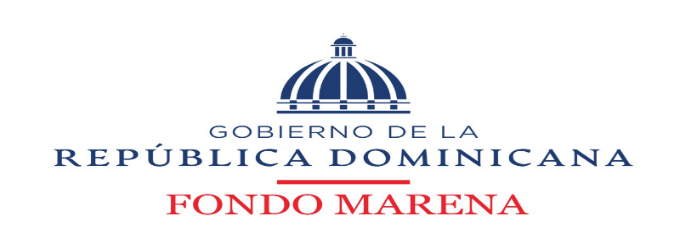 GOBIERNO DE LA
REPÚBLICA DOMINICANA
FONDO MARENA